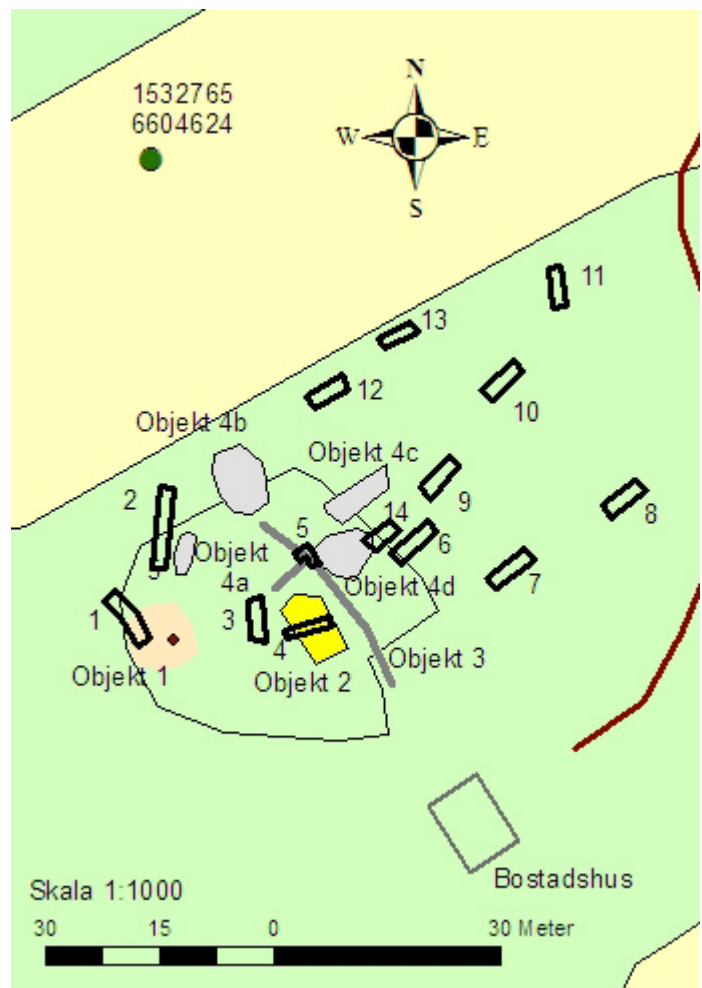 1532765
6604624
N
W E
S
11
13
12
10
Objekt 4b
Objekt 4c
9
2
14
8
5
6
Objekt
4a
Objekt 4d
7
1
3
4
Objekt 3
Objekt 1
Objekt 2
Bostadshus
Skala 1:1000
30 15 0 30 Meter